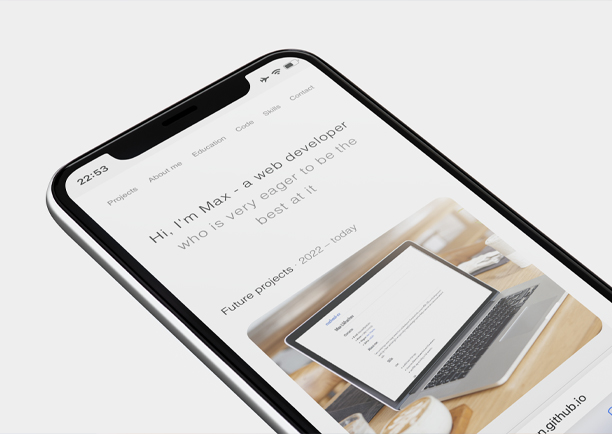 22:53
Projects About me Education Code Skills Contact
Hi, I'm Max - a web developer
who is very eager to be the
best at it
Future projects · 2022 – today
n.github.io